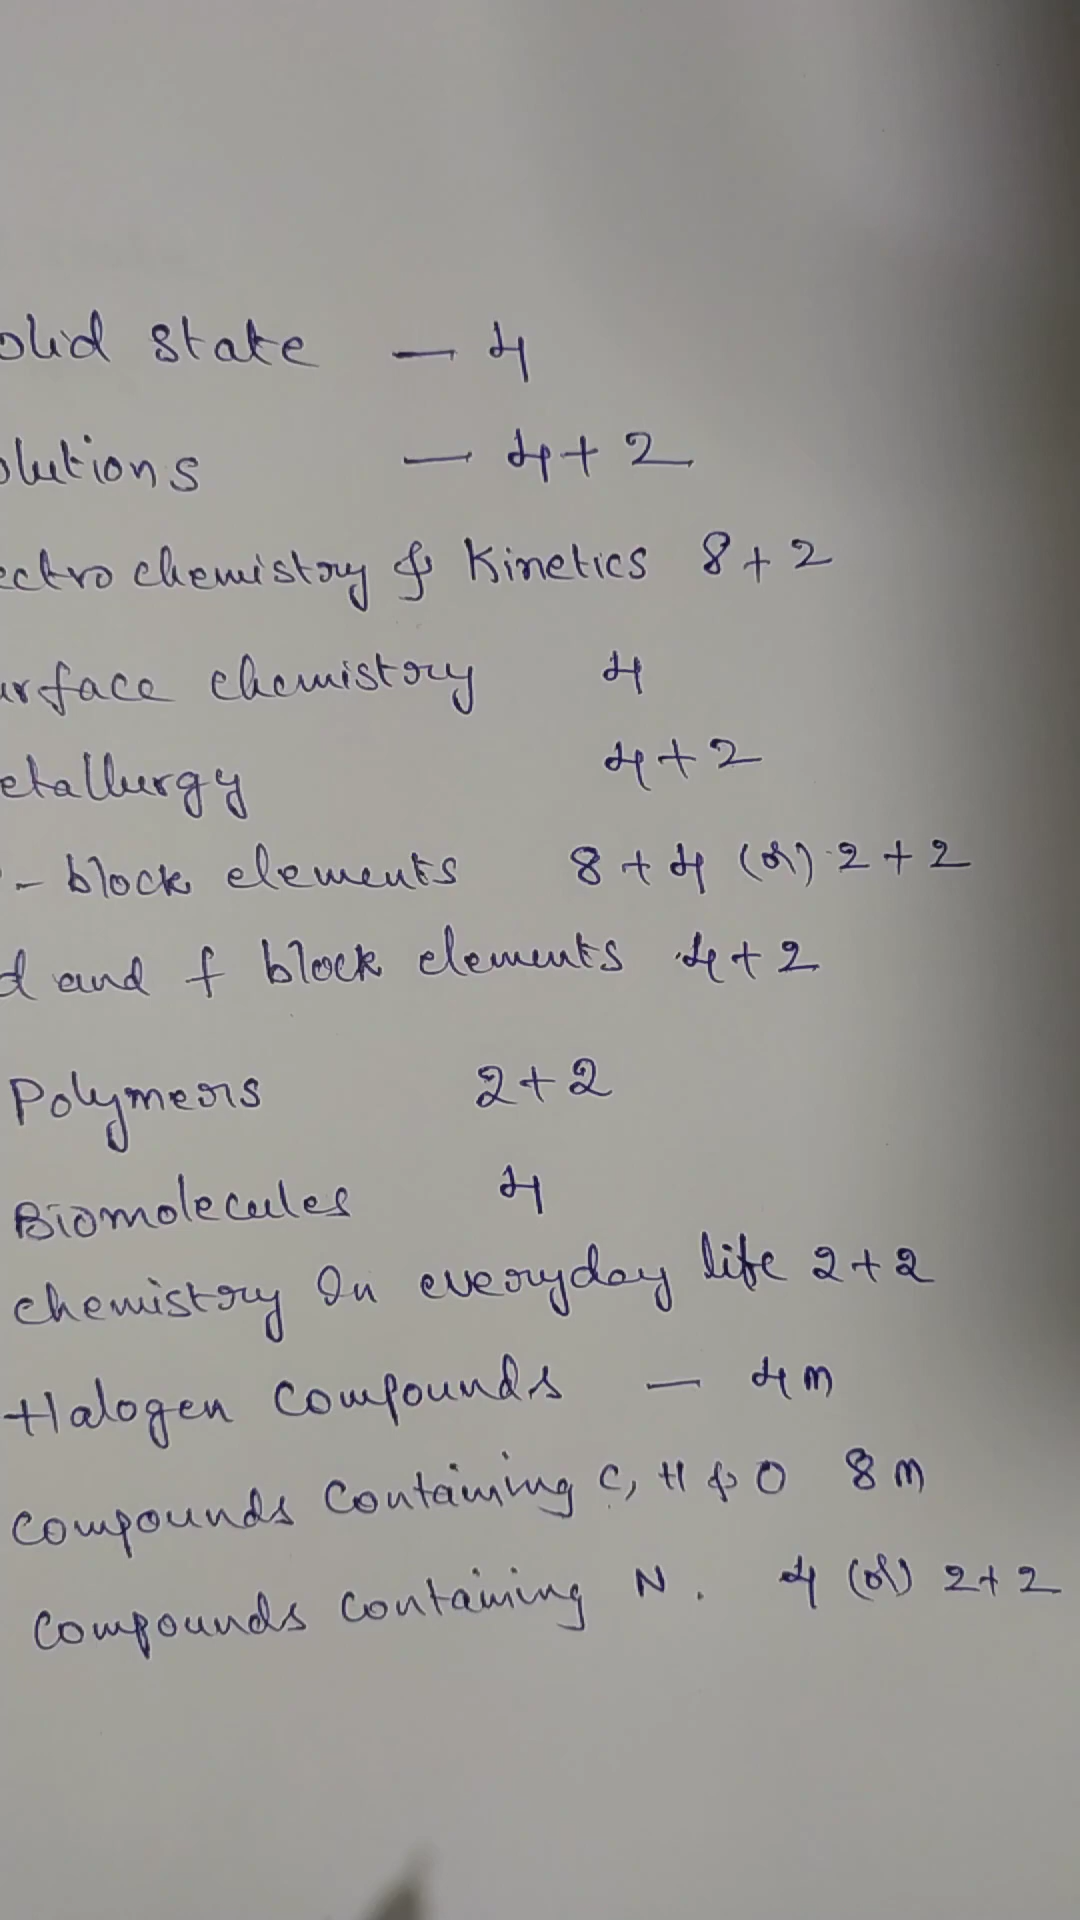 olid state — 4
olutions — 4+2
ectro chemistry & Kinetics 8+2
urface chemistry 4
etallurgy 4+2
- block elements 8+4 (or) 2+2
d and f block elements 4+2
Polymers 2+2
Biomolecules 4
chemistry In everyday life 2+2
Halogen compounds — 4m
compounds containing C, H & O 8m
compounds containing N. 4 (or) 2+2